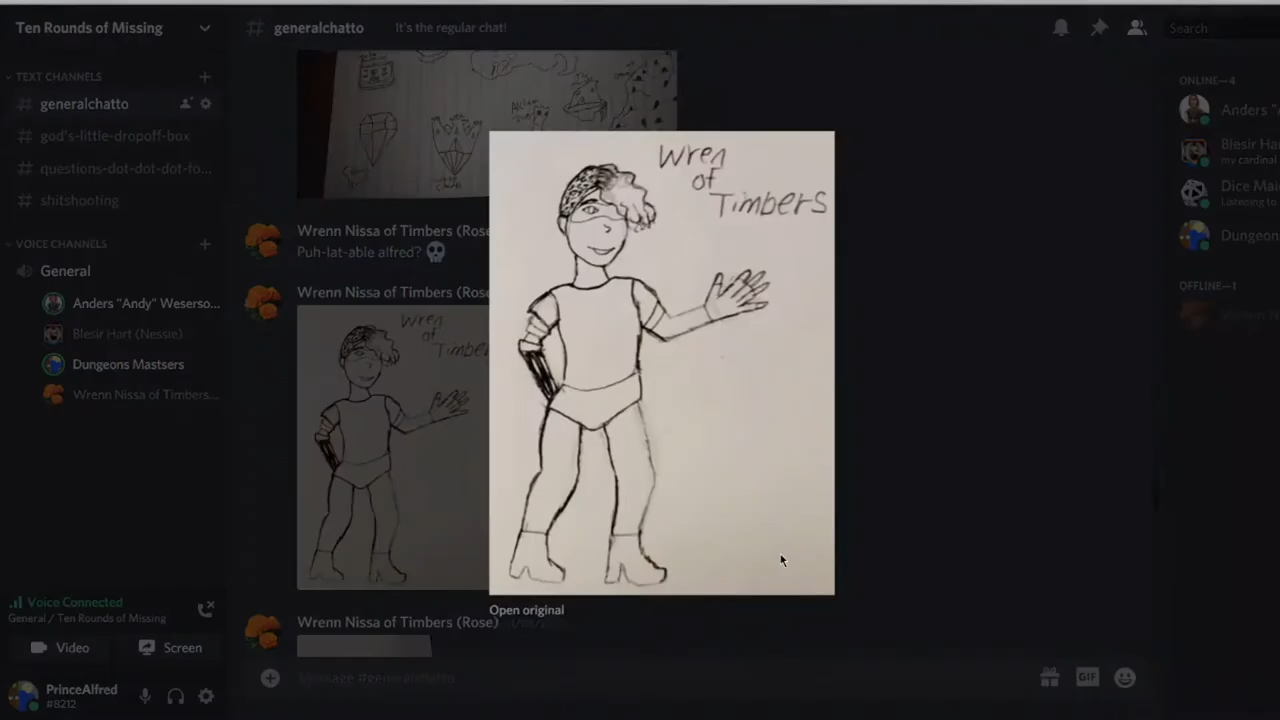 Ten Rounds of Missing
generalchatto
It's the regular chat!
Search
TEXT CHANNELS
generalchatto
god's-little-dropoff-box
questions-dot-dot-dot-fo...
shitshooting
VOICE CHANNELS
General
Anders "Andy" Weserso...
Blesir Hart (Nessie)
Dungeons Mastsers
Wrenn Nissa of Timbers...
Voice Connected
General / Ten Rounds of Missing
Video
Screen
PrinceAlfred
#8212
Wrenn Nissa of Timbers (Rose
Puh-lat-able alfred?
Wrenn Nissa of Timbers (Rose
Wren
of
Timbe
Wrenn Nissa of Timbers (Rose)
Message #generalchatto
GIF
Wren
of
Timbers
Open original
ONLINE—4
Anders "
Blesir Ha
my cardinal
Dice Mai
Listening to
Dungeon
OFFLINE—1